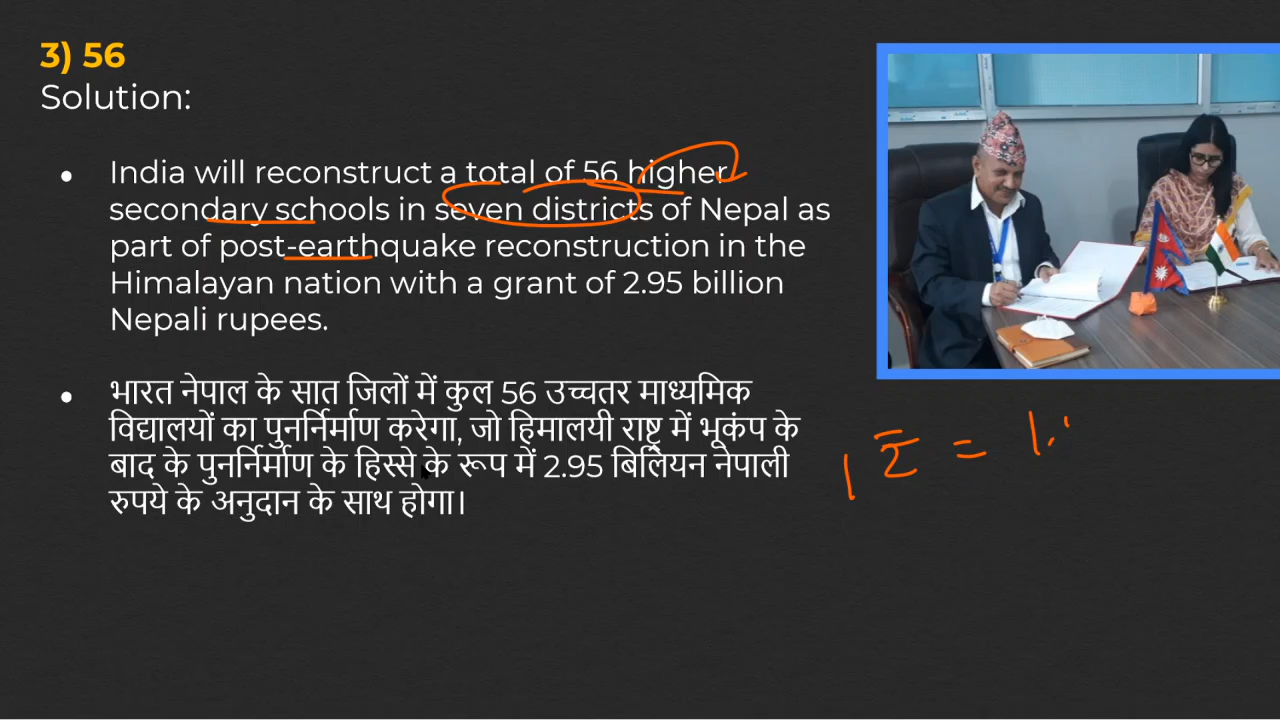 3) 56
Solution:
India will reconstruct a total of 56 higher
secondary schools in seven districts of Nepal as
part of post-earthquake reconstruction in the
Himalayan nation with a grant of 2.95 billion
Nepali rupees.
भारत नेपाल के सात जिलों में कुल 56 उच्चतर माध्यमिक
विद्यालयों का पुनर्निर्माण करेगा, जो हिमालयी राष्ट्र में भूकंप के
बाद के पुनर्निर्माण के हिस्से के रूप में 2.95 बिलियन नेपाली
रुपये के अनुदान के साथ होगा।